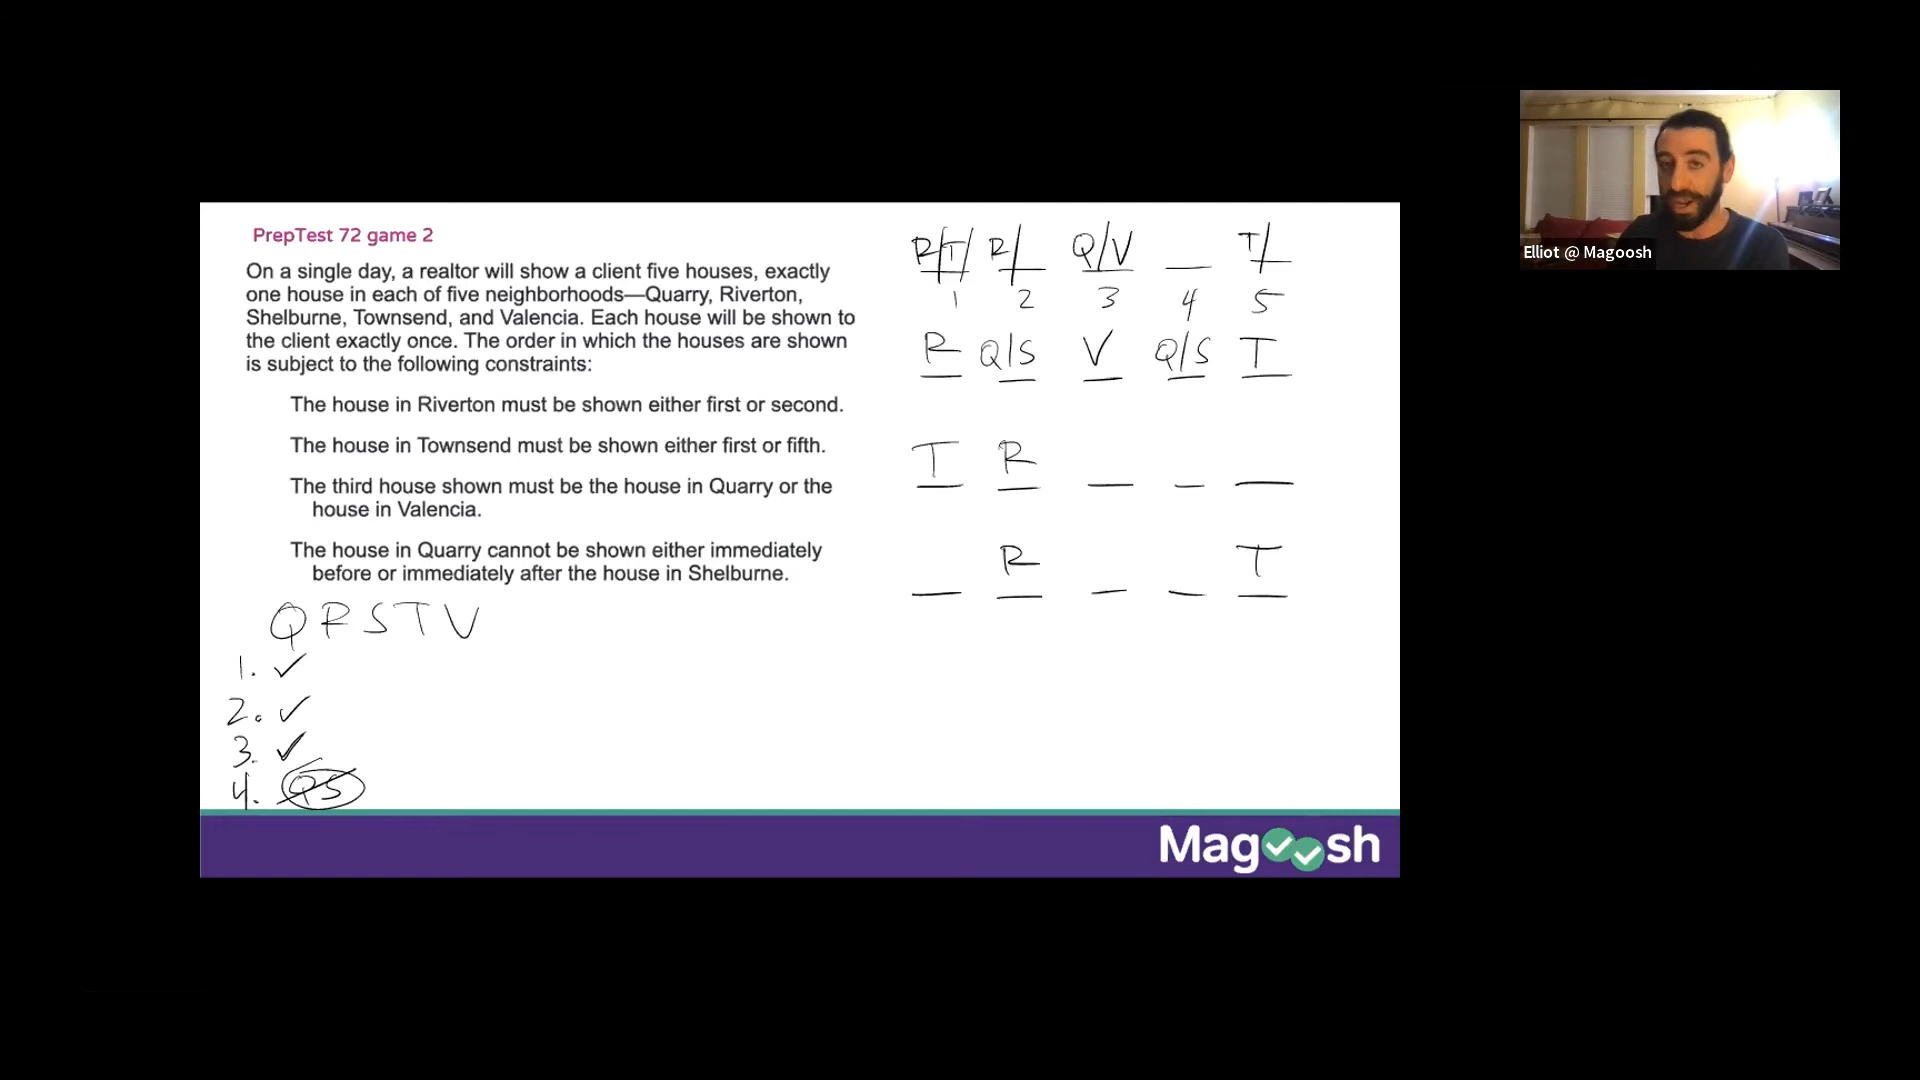 PrepTest 72 game 2
On a single day, a realtor will show a client five houses, exactly
one house in each of five neighborhoods—Quarry, Riverton,
Shelburne, Townsend, and Valencia. Each house will be shown to
the client exactly once. The order in which the houses are shown
is subject to the following constraints:
The house in Riverton must be shown either first or second.
The house in Townsend must be shown either first or fifth.
The third house shown must be the house in Quarry or the
house in Valencia.
The house in Quarry cannot be shown either immediately
before or immediately after the house in Shelburne.
Q R S T V
1. ✓
2. ✓
3. ✓
4. QS
R/T/ R/ Q/V __ T/
1 2 3 4 5
R Q/S V Q/S T
T R __ __ __
__ R __ __ T
Magoosh
Elliot @ Magoosh